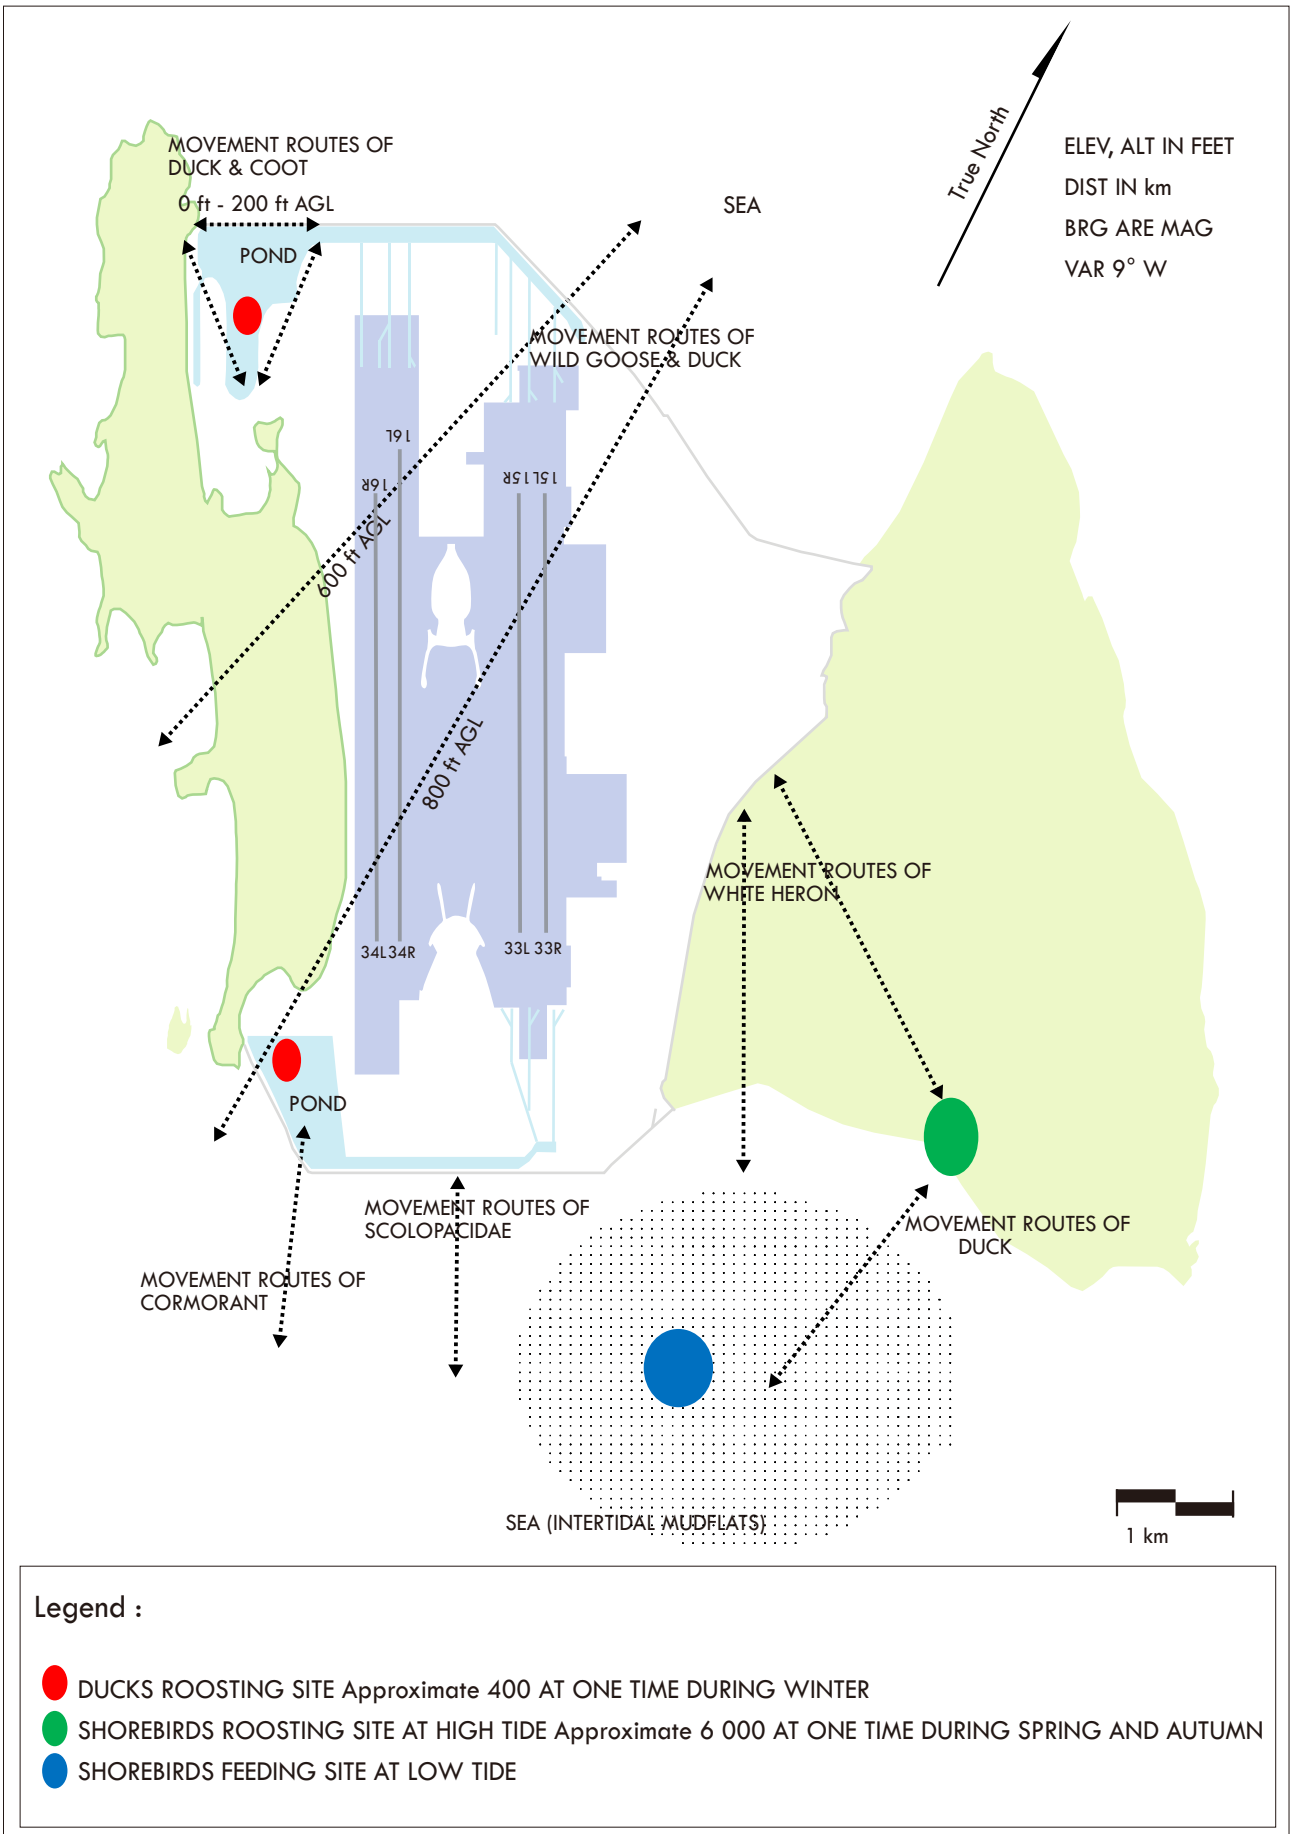 MOVEMENT ROUTES OF
DUCK & COOT
0 ft - 200 ft AGL
POND
SEA
True North
ELEV, ALT IN FEET
DIST IN km
BRG ARE MAG
VAR 9° W
MOVEMENT ROUTES OF
WILD GOOSE & DUCK
16L
16R
15R
15L
600 ft AGL
800 ft AGL
MOVEMENT ROUTES OF
WHITE HERON
34L
34R
33L
33R
POND
MOVEMENT ROUTES OF
SCOLOPACIDAE
MOVEMENT ROUTES OF
DUCK
MOVEMENT ROUTES OF
CORMORANT
SEA (INTERTIDAL MUDFLATS)
1 km
Legend :
DUCKS ROOSTING SITE Approximate 400 AT ONE TIME DURING WINTER
SHOREBIRDS ROOSTING SITE AT HIGH TIDE Approximate 6 000 AT ONE TIME DURING SPRING AND AUTUMN
SHOREBIRDS FEEDING SITE AT LOW TIDE